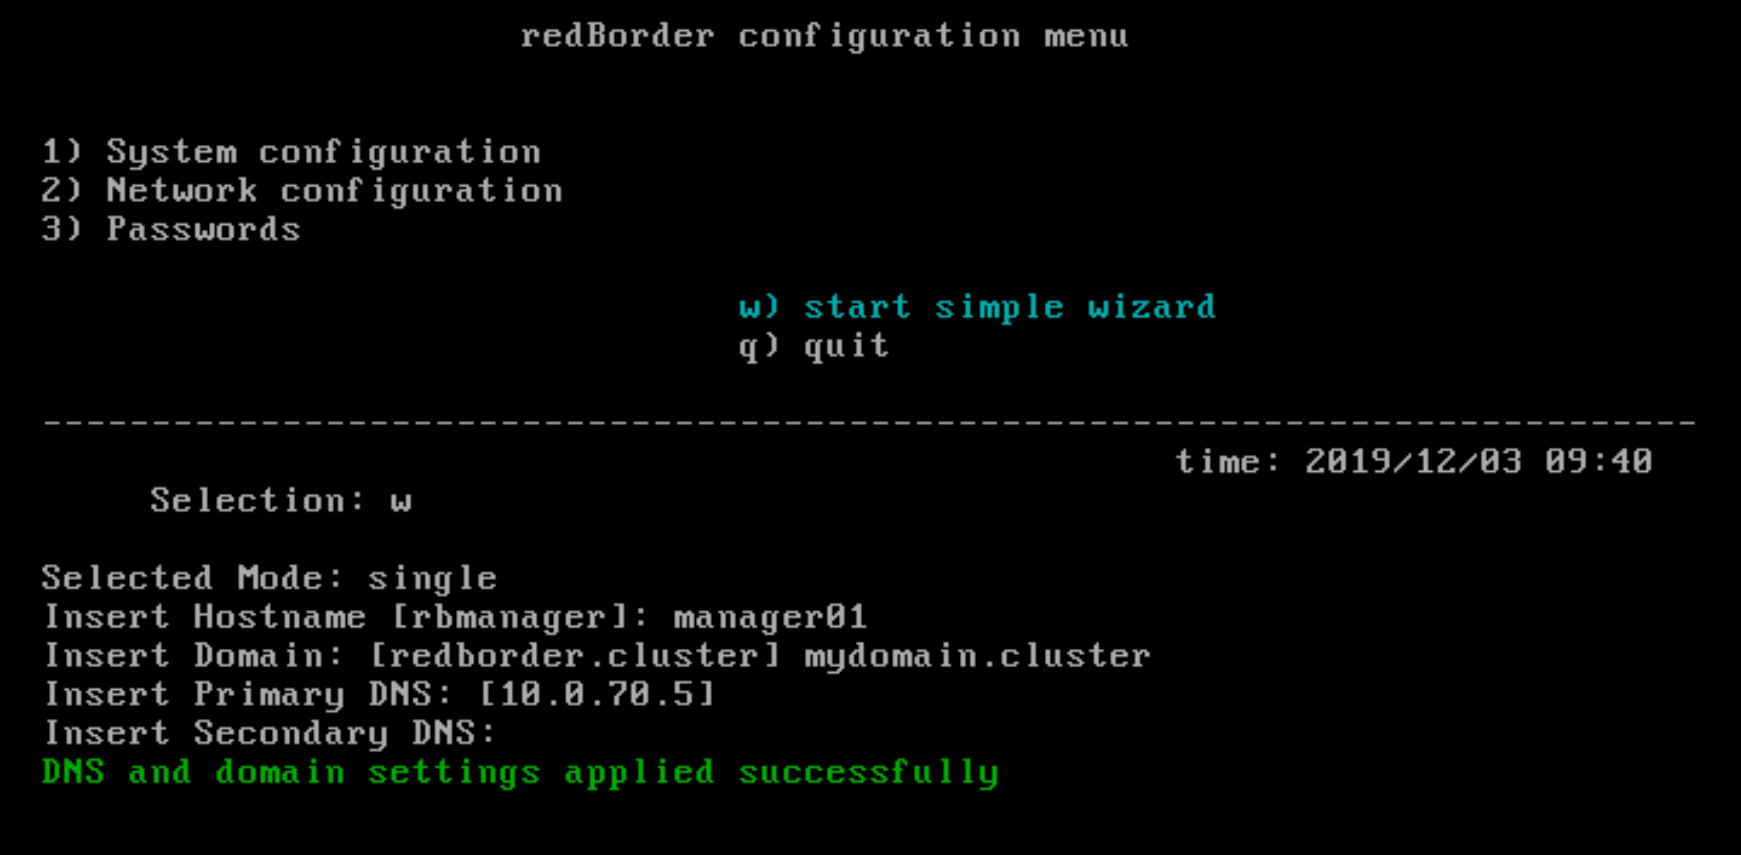 redBorder configuration menu
1) System configuration
2) Network configuration
3) Passwords
w) start simple wizard
q) quit
------------------------------------------------------------------------------
time: 2019/12/03 09:40
Selection: w
Selected Mode: single
Insert Hostname [rbmanager]: manager01
Insert Domain: [redborder.cluster] mydomain.cluster
Insert Primary DNS: [10.0.70.5]
Insert Secondary DNS:
DNS and domain settings applied successfully